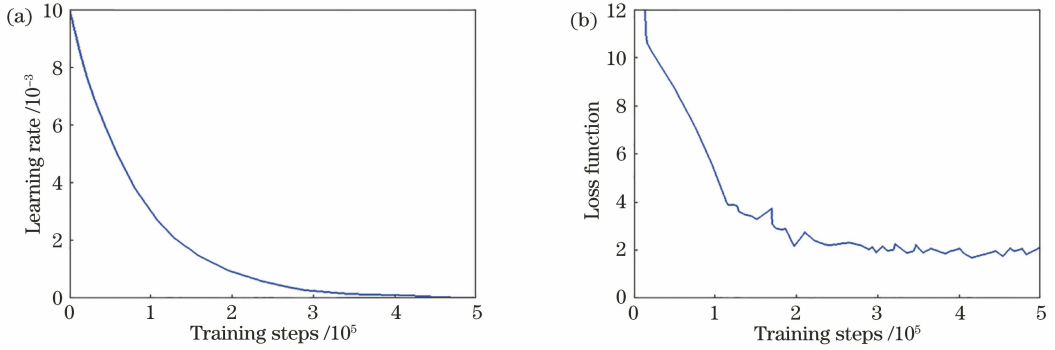 (a)
10
8
6
4
2
0
Learning rate /10⁻³
0 1 2 3 4 5
Training steps /10⁵
(b)
12
10
8
6
4
2
0
Loss function
0 1 2 3 4 5
Training steps /10⁵